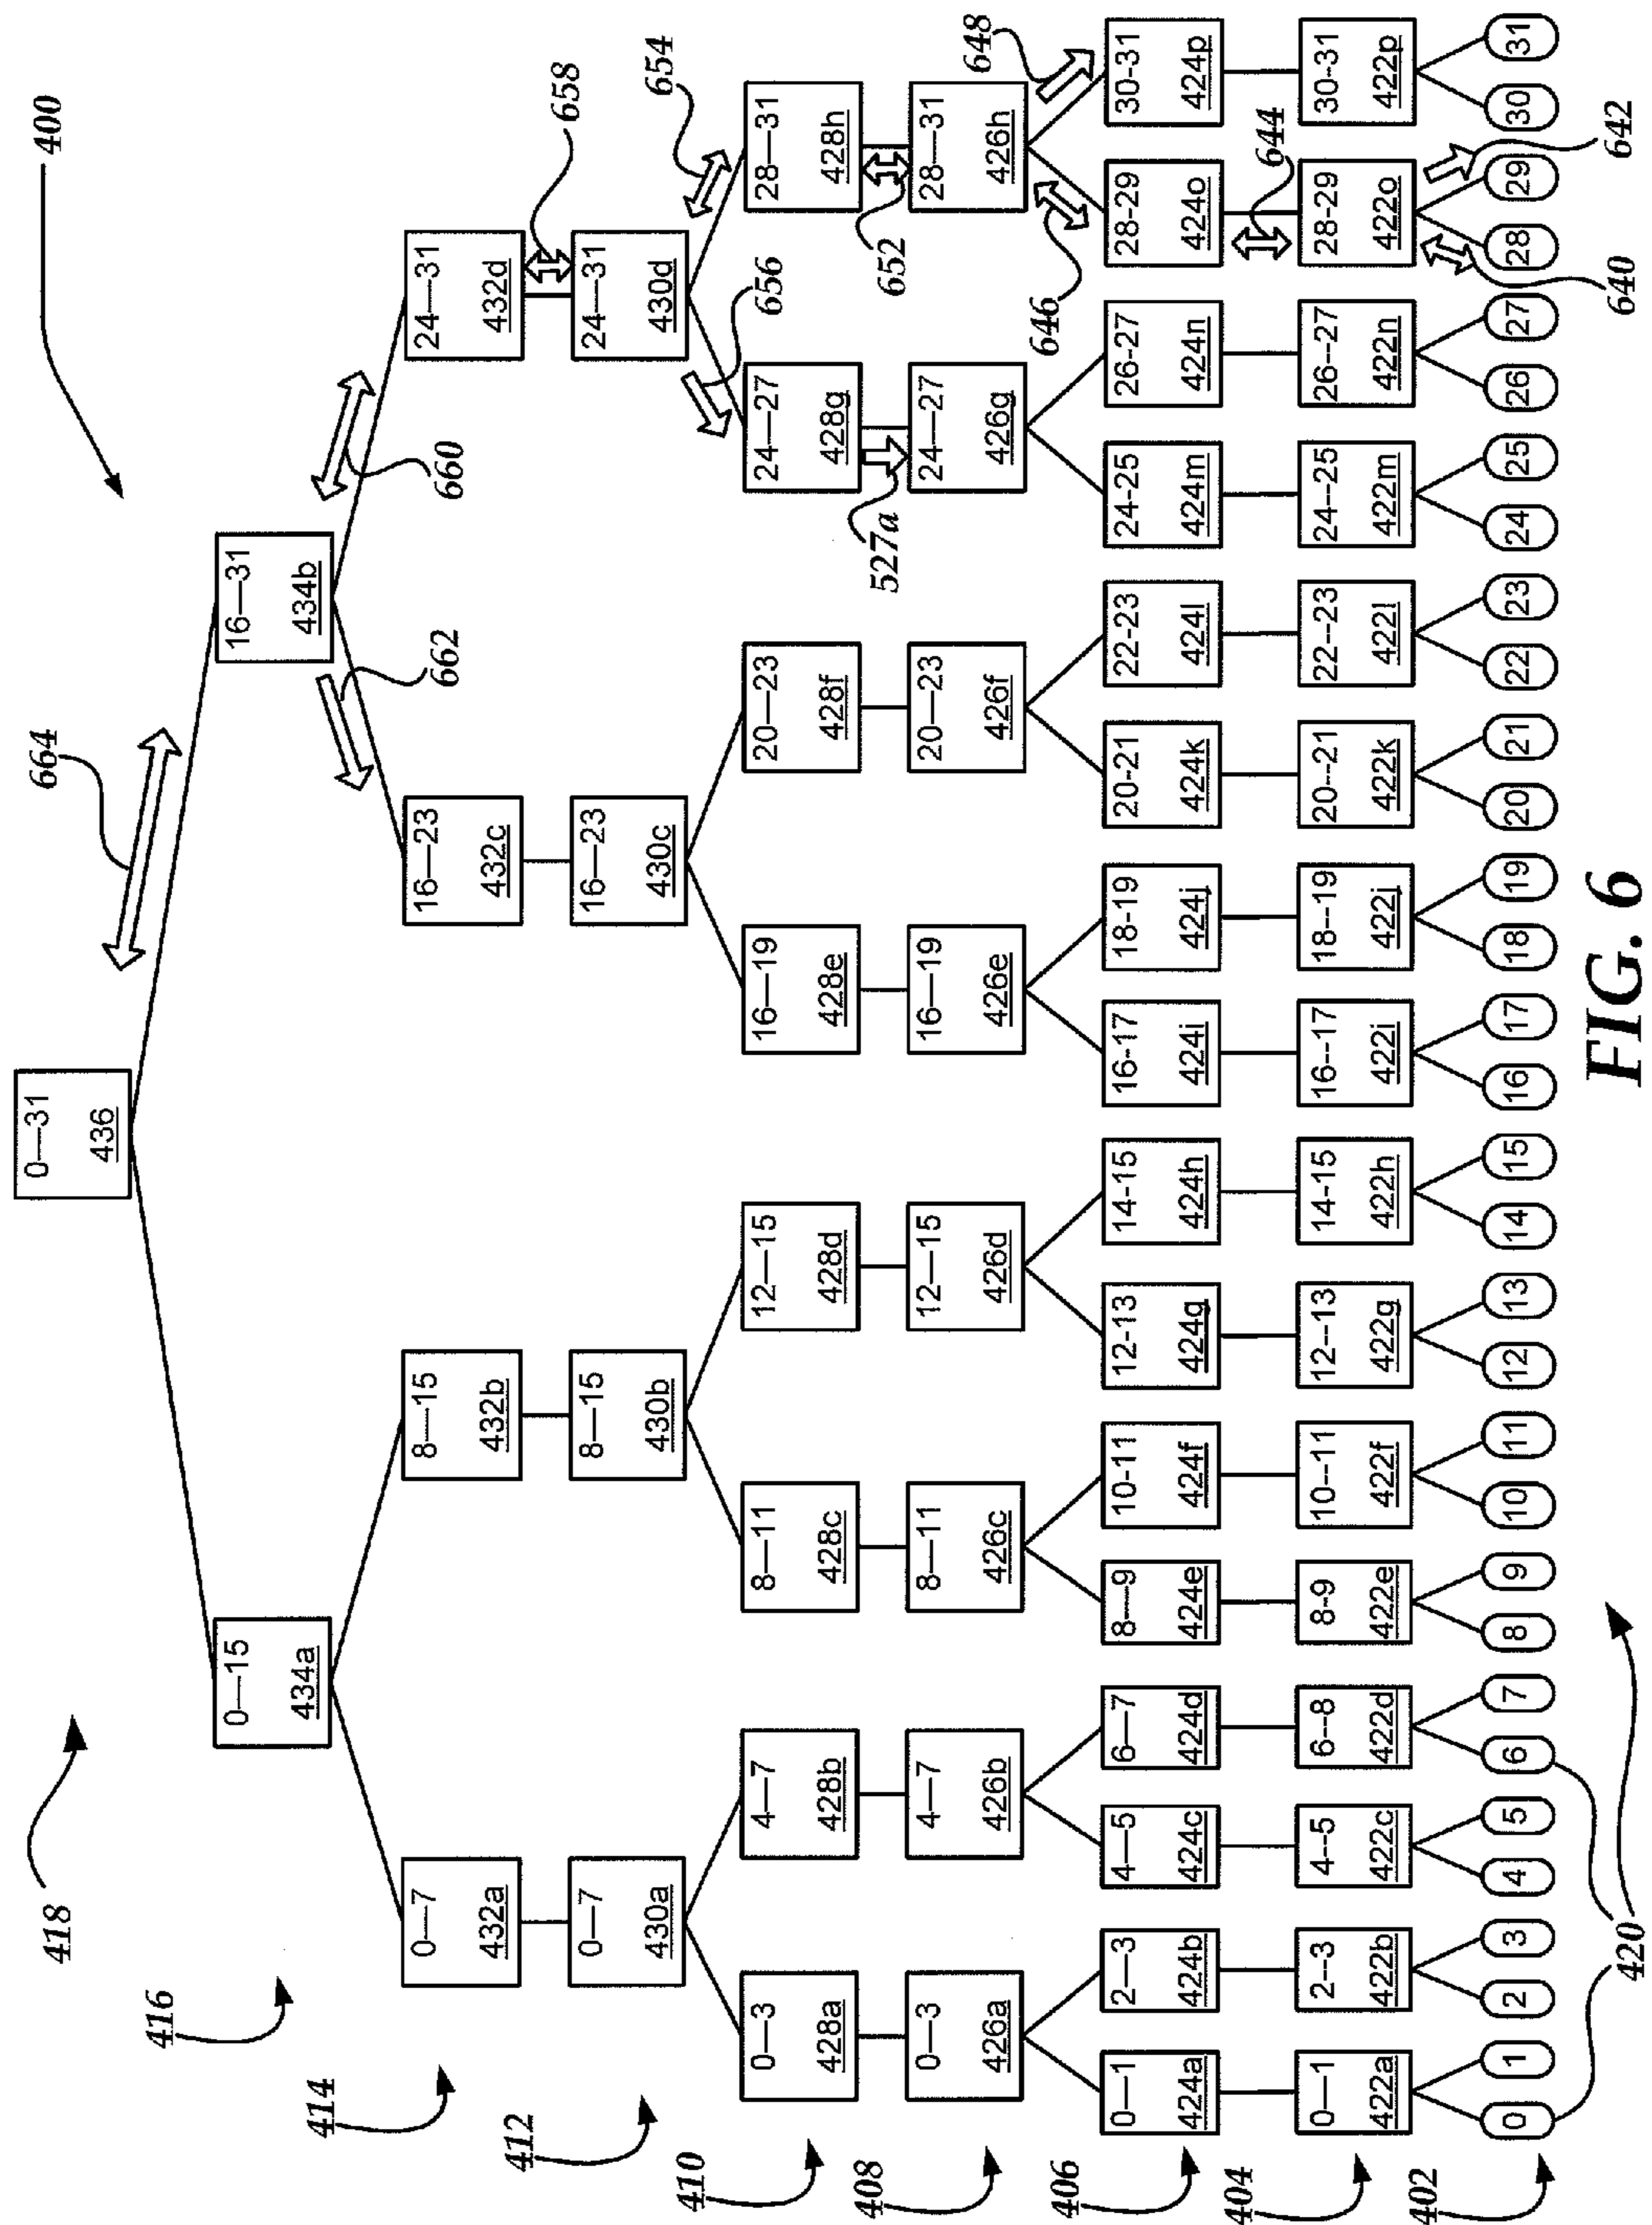 400
418
664
0—31
436
416
0—15
434a
16—31
434b
660
662
414
0—7
432a
8—15
432b
16—23
432c
24—31
432d
658
412
0—7
430a
8—15
430b
16—23
430c
24—31
430d
654
656
410
0—3
428a
4—7
428b
8—11
428c
12—15
428d
16—19
428e
20—23
428f
24—27
428g
28—31
428h
527a
652
408
0—3
426a
4—7
426b
8—11
426c
12—15
426d
16—19
426e
20—23
426f
24—27
426g
28—31
426h
646
648
406
0—1
424a
2—3
424b
4—5
424c
6—7
424d
8—9
424e
10-11
424f
12-13
424g
14-15
424h
16-17
424i
18-19
424j
20-21
424k
22-23
424l
24-25
424m
26-27
424n
28-29
424o
30-31
424p
644
404
0—1
422a
2--3
422b
4--5
422c
6--8
422d
8-9
422e
10--11
422f
12--13
422g
14-15
422h
16--17
422i
18--19
422j
20--21
422k
22--23
422l
24--25
422m
26--27
422n
28-29
422o
30-31
422p
402
0 1 2 3 4 5 6 7 8 9 10 11 12 13 14 15 16 17 18 19 20 21 22 23 24 25 26 27 28 29 30 31
420
640
642
FIG. 6